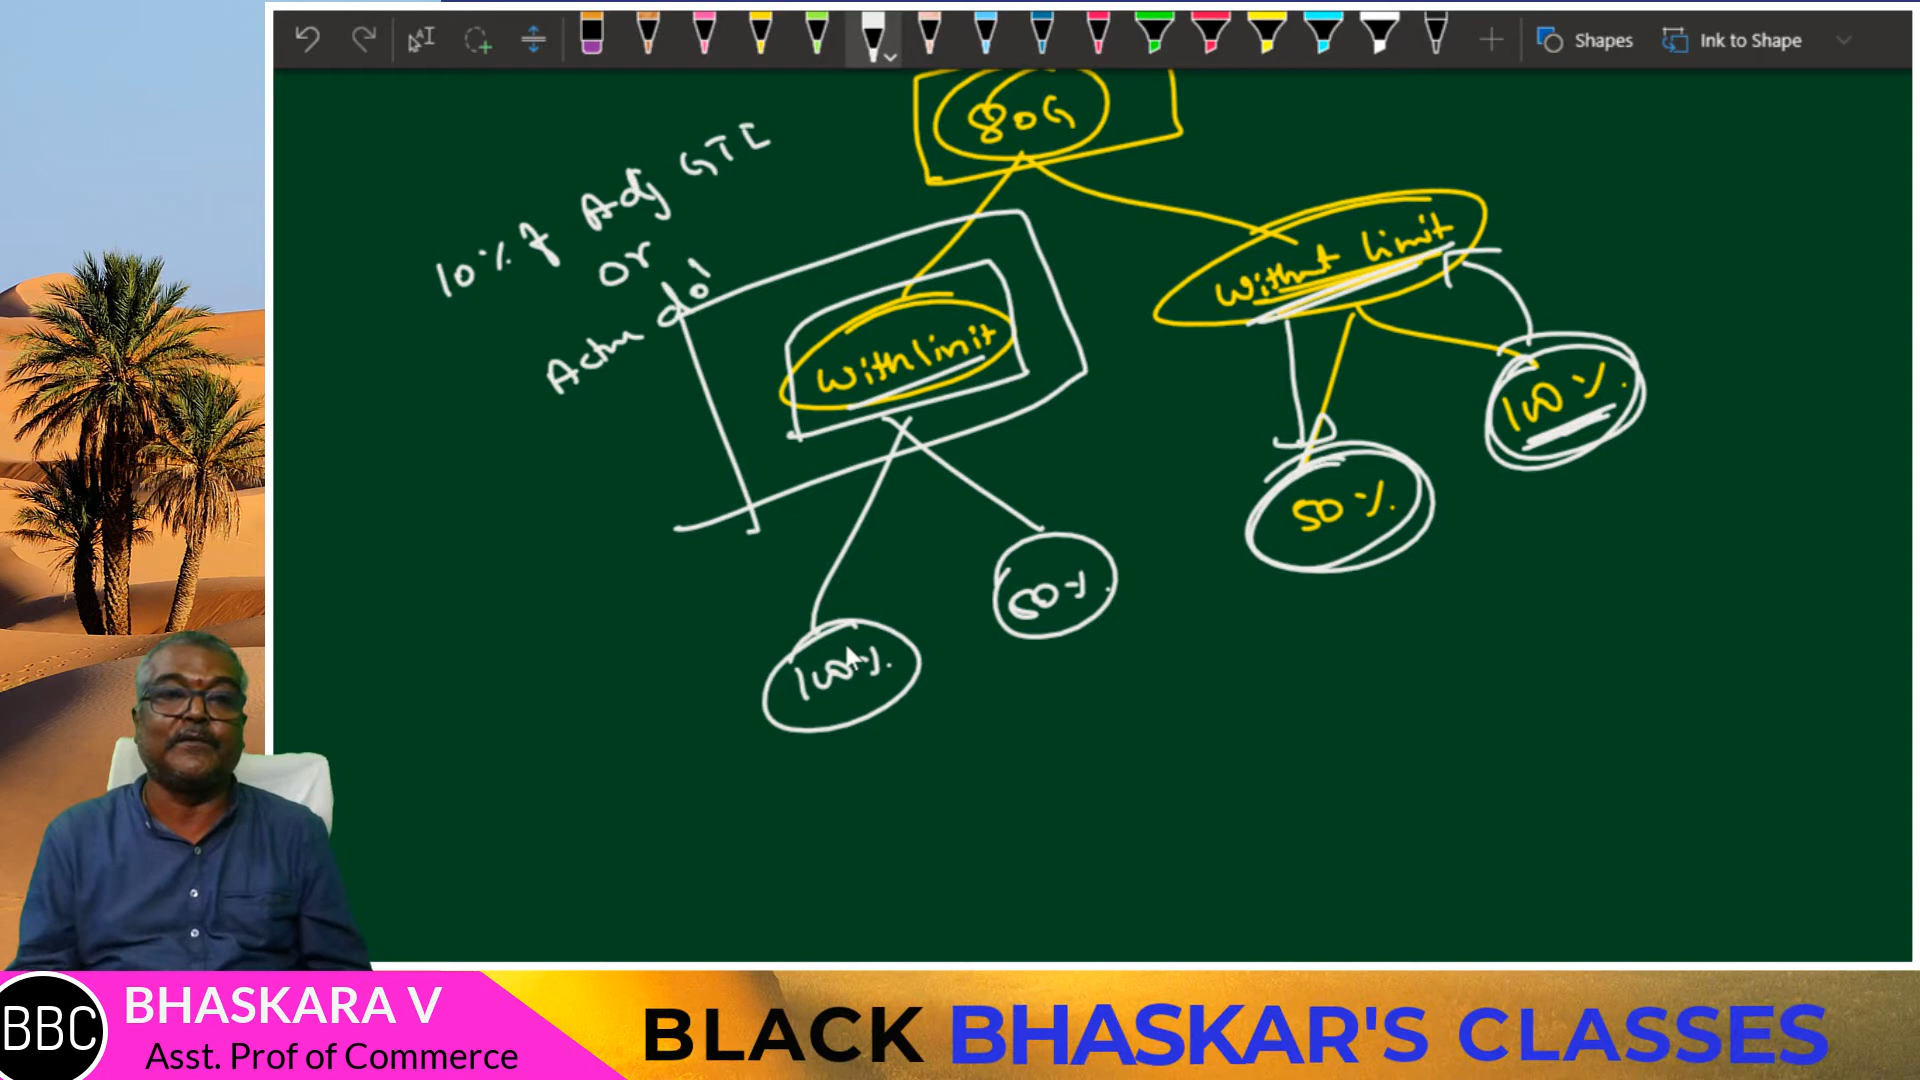 Shapes
Ink to Shape
80G
10% of Adj GTI
or
Actu do!
With limit
100%.
50%.
Without limit
50%.
100%.
BBC
BHASKARA V
Asst. Prof of Commerce
BLACK BHASKAR'S CLASSES